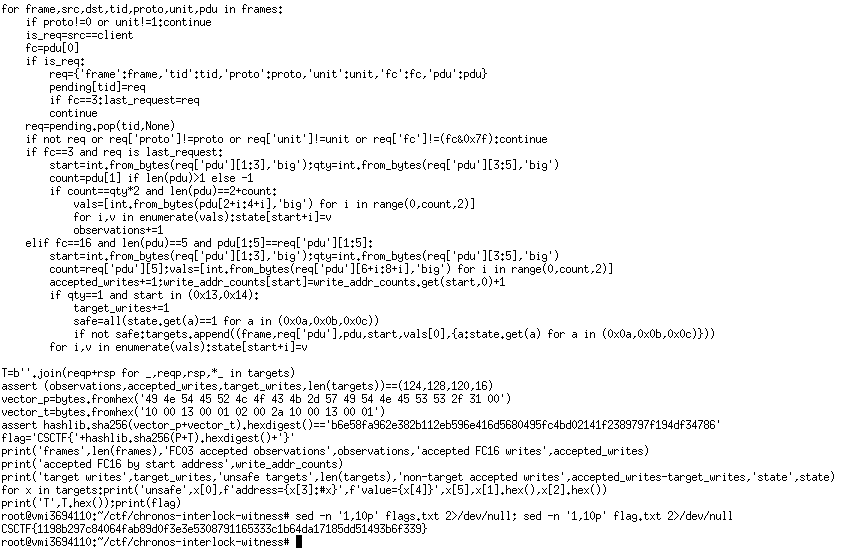 for frame,src,dst,tid,proto,unit,pdu in frames:
    if proto!=0 or unit!=1:continue
    is_req=src==client
    fc=pdu[0]
    if is_req:
        req={'frame':frame,'tid':tid,'proto':proto,'unit':unit,'fc':fc,'pdu':pdu}
        pending[tid]=req
        if fc==3:last_request=req
        continue
    req=pending.pop(tid,None)
    if not req or req['proto']!=proto or req['unit']!=unit or req['fc']!=(fc&0x7f):continue
    if fc==3 and req is last_request:
        start=int.from_bytes(req['pdu'][1:3],'big');qty=int.from_bytes(req['pdu'][3:5],'big')
        count=pdu[1] if len(pdu)>1 else -1
        if count==qty*2 and len(pdu)==2+count:
            vals=[int.from_bytes(pdu[2+i:4+i],'big') for i in range(0,count,2)]
            for i,v in enumerate(vals):state[start+i]=v
            observations+=1
    elif fc==16 and len(pdu)==5 and pdu[1:5]==req['pdu'][1:5]:
        start=int.from_bytes(req['pdu'][1:3],'big');qty=int.from_bytes(req['pdu'][3:5],'big')
        count=req['pdu'][5];vals=[int.from_bytes(req['pdu'][6+i:8+i],'big') for i in range(0,count,2)]
        accepted_writes+=1;write_addr_counts[start]=write_addr_counts.get(start,0)+1
        if qty==1 and start in (0x13,0x14):
            target_writes+=1
            safe=all(state.get(a)==1 for a in (0x0a,0x0b,0x0c))
            if not safe:targets.append((frame,req['pdu'],pdu,start,vals[0],{a:state.get(a) for a in (0x0a,0x0b,0x0c)}))
        for i,v in enumerate(vals):state[start+i]=v
T=b''.join(reqp+rsp for _,reqp,rsp,*_ in targets)
assert (observations,accepted_writes,target_writes,len(targets))==(124,128,120,16)
vector_p=bytes.fromhex('49 4e 54 45 52 4c 4f 43 4b 2d 57 49 54 4e 45 53 53 2f 31 00')
vector_t=bytes.fromhex('10 00 13 00 01 02 00 2a 10 00 13 00 01')
assert hashlib.sha256(vector_p+vector_t).hexdigest()=='b6e58fa962e382b112eb596e416d5680495fc4bd02141f2389797f194df34786'
flag='CSCTF{'+hashlib.sha256(P+T).hexdigest()+'}'
print('frames',len(frames),'FC03 accepted observations',observations,'accepted FC16 writes',accepted_writes)
print('accepted FC16 by start address',write_addr_counts)
print('target writes',target_writes,'unsafe targets',len(targets),'non-target accepted writes',accepted_writes-target_writes,'state',state)
for x in targets:print('unsafe',x[0],f'address={x[3]:#x}',f'value={x[4]}',x[5],x[1].hex(),x[2].hex())
print('T',T.hex());print(flag)
root@vmi3694110:~/ctf/chronos-interlock-witness# sed -n '1,10p' flags.txt 2>/dev/null; sed -n '1,10p' flag.txt 2>/dev/null
CSCTF{1198b297c84064fab89d0f3e3e5308791165333c1b64da17185dd51493b6f339}
root@vmi3694110:~/ctf/chronos-interlock-witness#